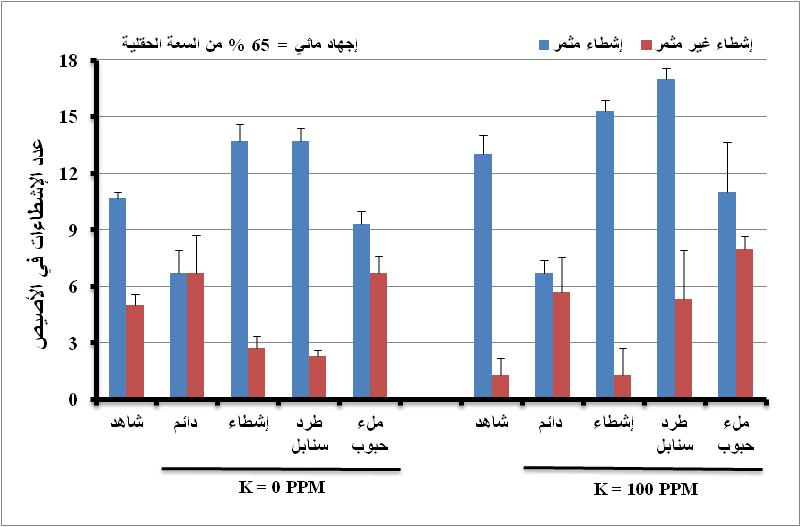 إجهاد مائي = 65 % من السعة الحقلية
إشطاء مثمر
إشطاء غير مثمر
عدد الإشطاءات في الأصيص
18
15
12
9
6
3
0
شاهد
دائم
إشطاء
طرد
سنابل
ملء
حبوب
شاهد
دائم
إشطاء
طرد
سنابل
ملء
حبوب
K = 0 PPM
K = 100 PPM